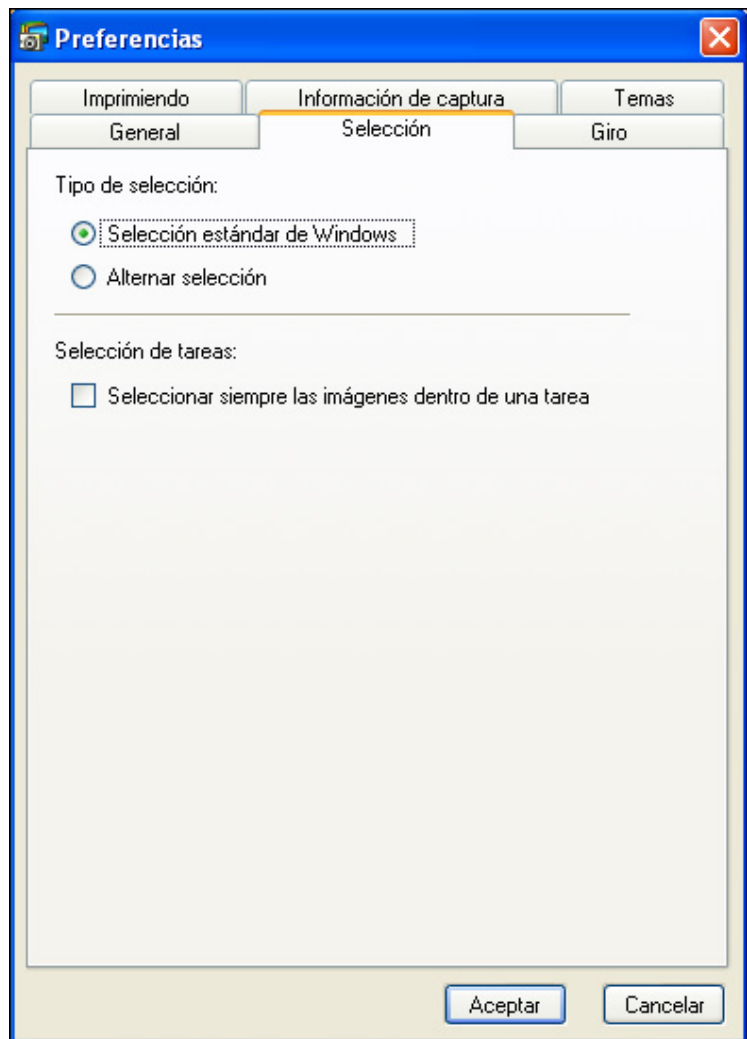 Preferencias
Imprimiendo Información de captura Temas
General Selección Giro
Tipo de selección:
Selección estándar de Windows
Alternar selección
Selección de tareas:
Seleccionar siempre las imágenes dentro de una tarea
Aceptar Cancelar